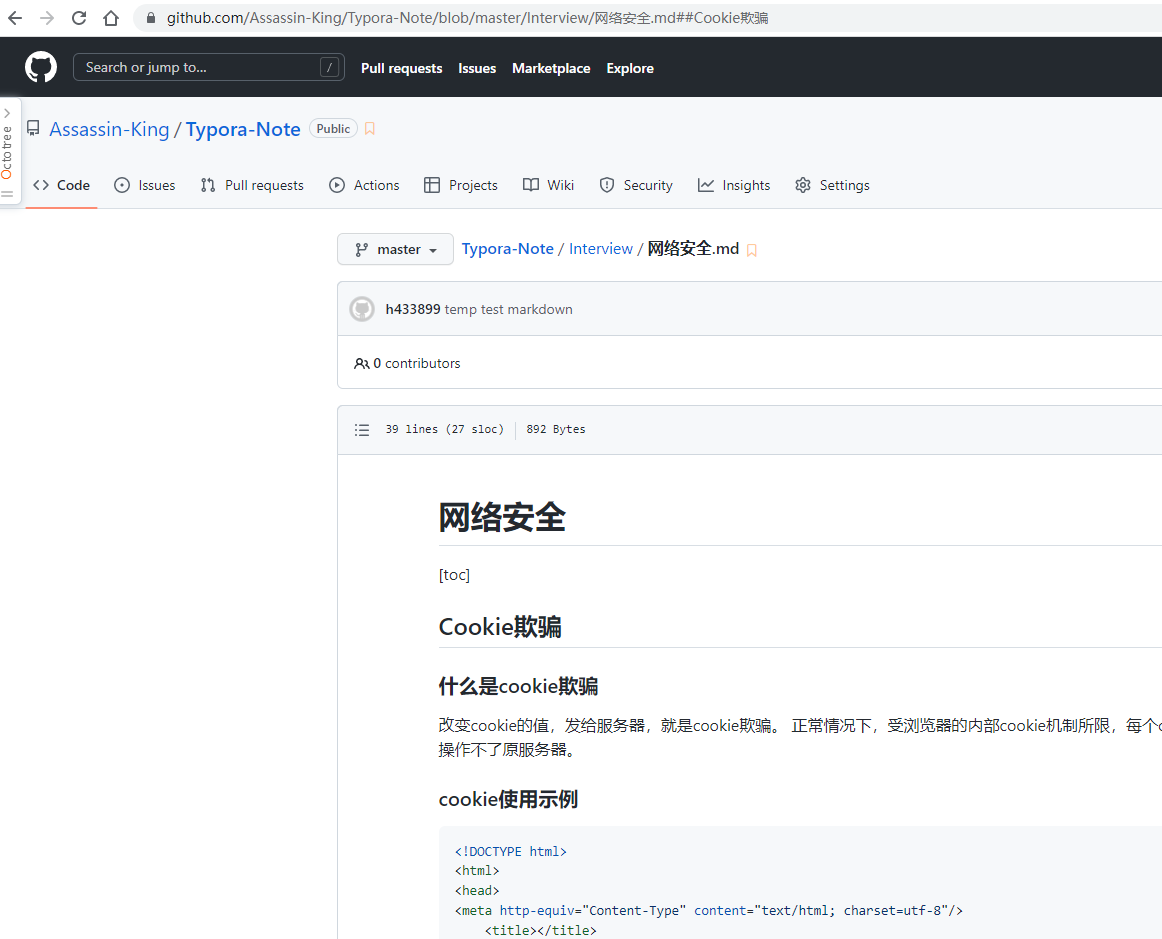 github.com/Assassin-King/Typora-Note/blob/master/Interview/网络安全.md##Cookie欺骗
Search or jump to... /
Pull requests Issues Marketplace Explore
Octotree
Assassin-King / Typora-Note Public
Code Issues Pull requests Actions Projects Wiki Security Insights Settings
master Typora-Note / Interview / 网络安全.md
h433899 temp test markdown
0 contributors
39 lines (27 sloc) 892 Bytes
网络安全
[toc]
Cookie欺骗
什么是cookie欺骗
改变cookie的值，发给服务器，就是cookie欺骗。 正常情况下，受浏览器的内部cookie机制所限，每个c
操作不了原服务器。
cookie使用示例
<!DOCTYPE html>
<html>
<head>
<meta http-equiv="Content-Type" content="text/html; charset=utf-8"/>
<title></title>